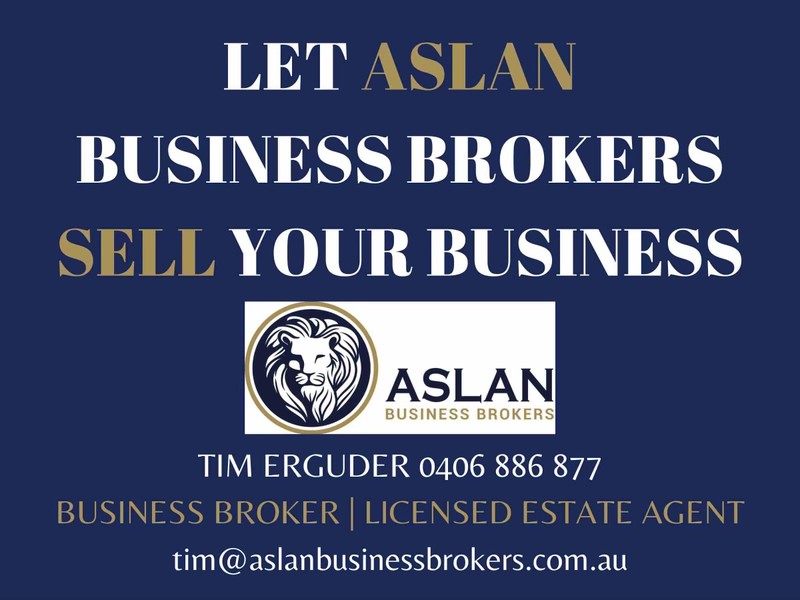 LET ASLAN
BUSINESS BROKERS
SELL YOUR BUSINESS
ASLAN
BUSINESS BROKERS
TIM ERGUDER 0406 886 877
BUSINESS BROKER | LICENSED ESTATE AGENT
tim@aslanbusinessbrokers.com.au